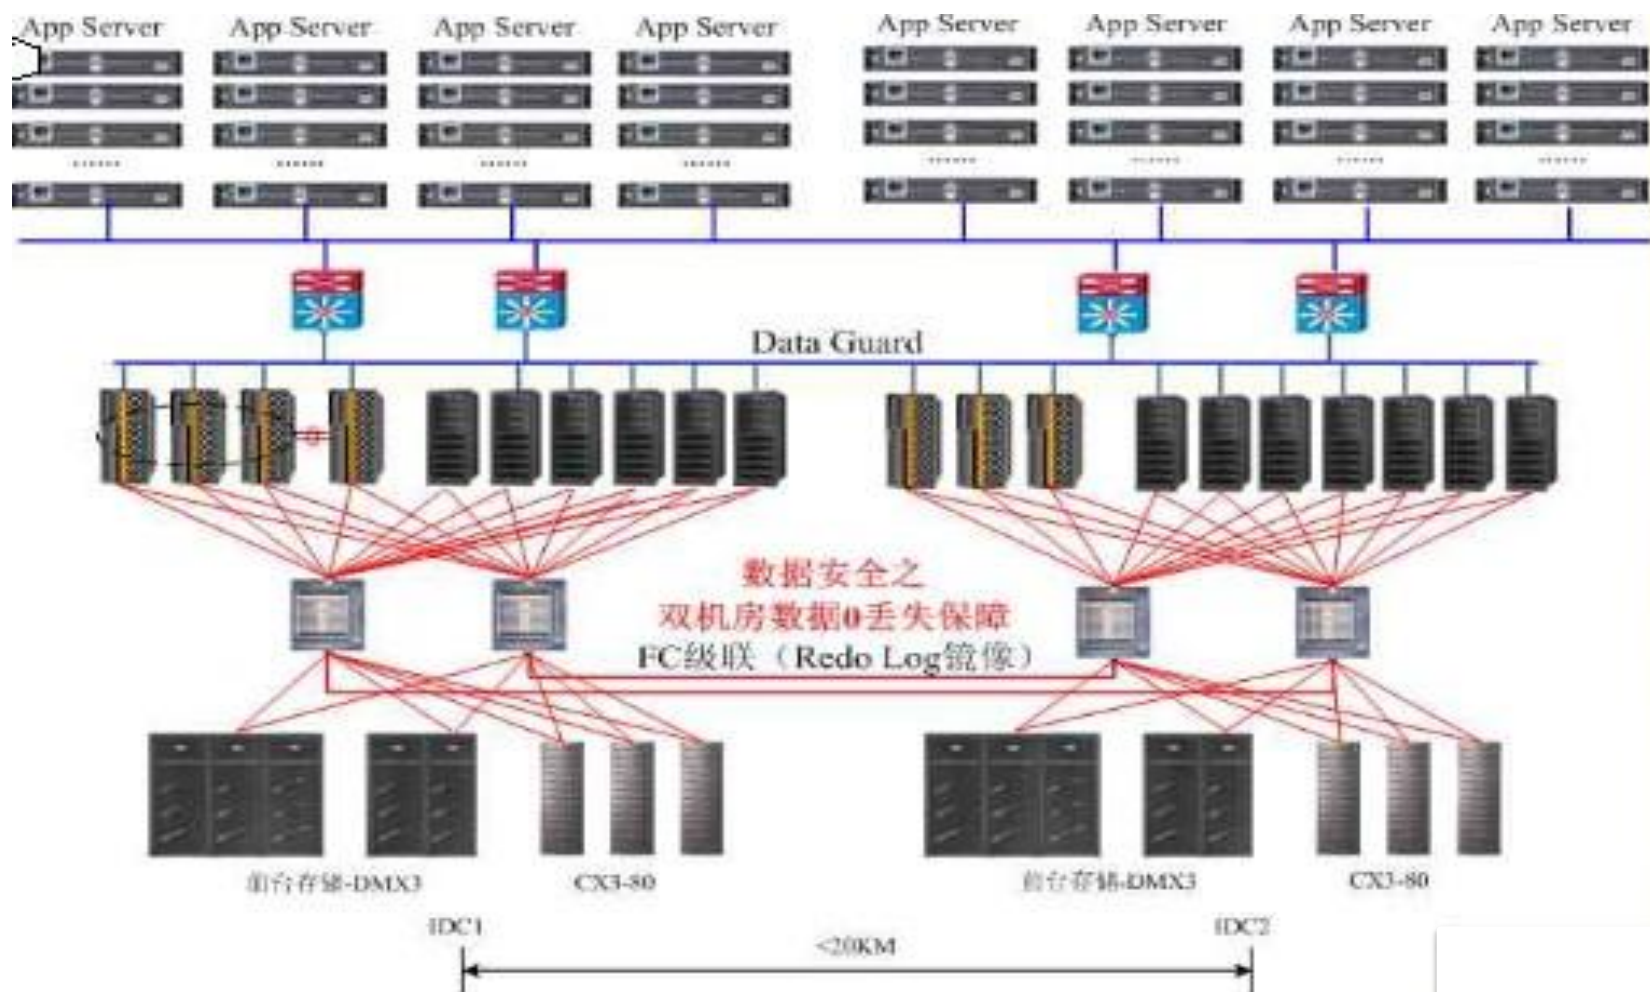 App Server App Server App Server App Server App Server App Server App Server App Server
Data Guard
数据安全之
双机房数据0丢失保障
FC级联（Redo Log镜像）
前台存储-DMX3 CX3-80 前台存储-DMX3 CX3-80
IDC1 IDC2
<20KM